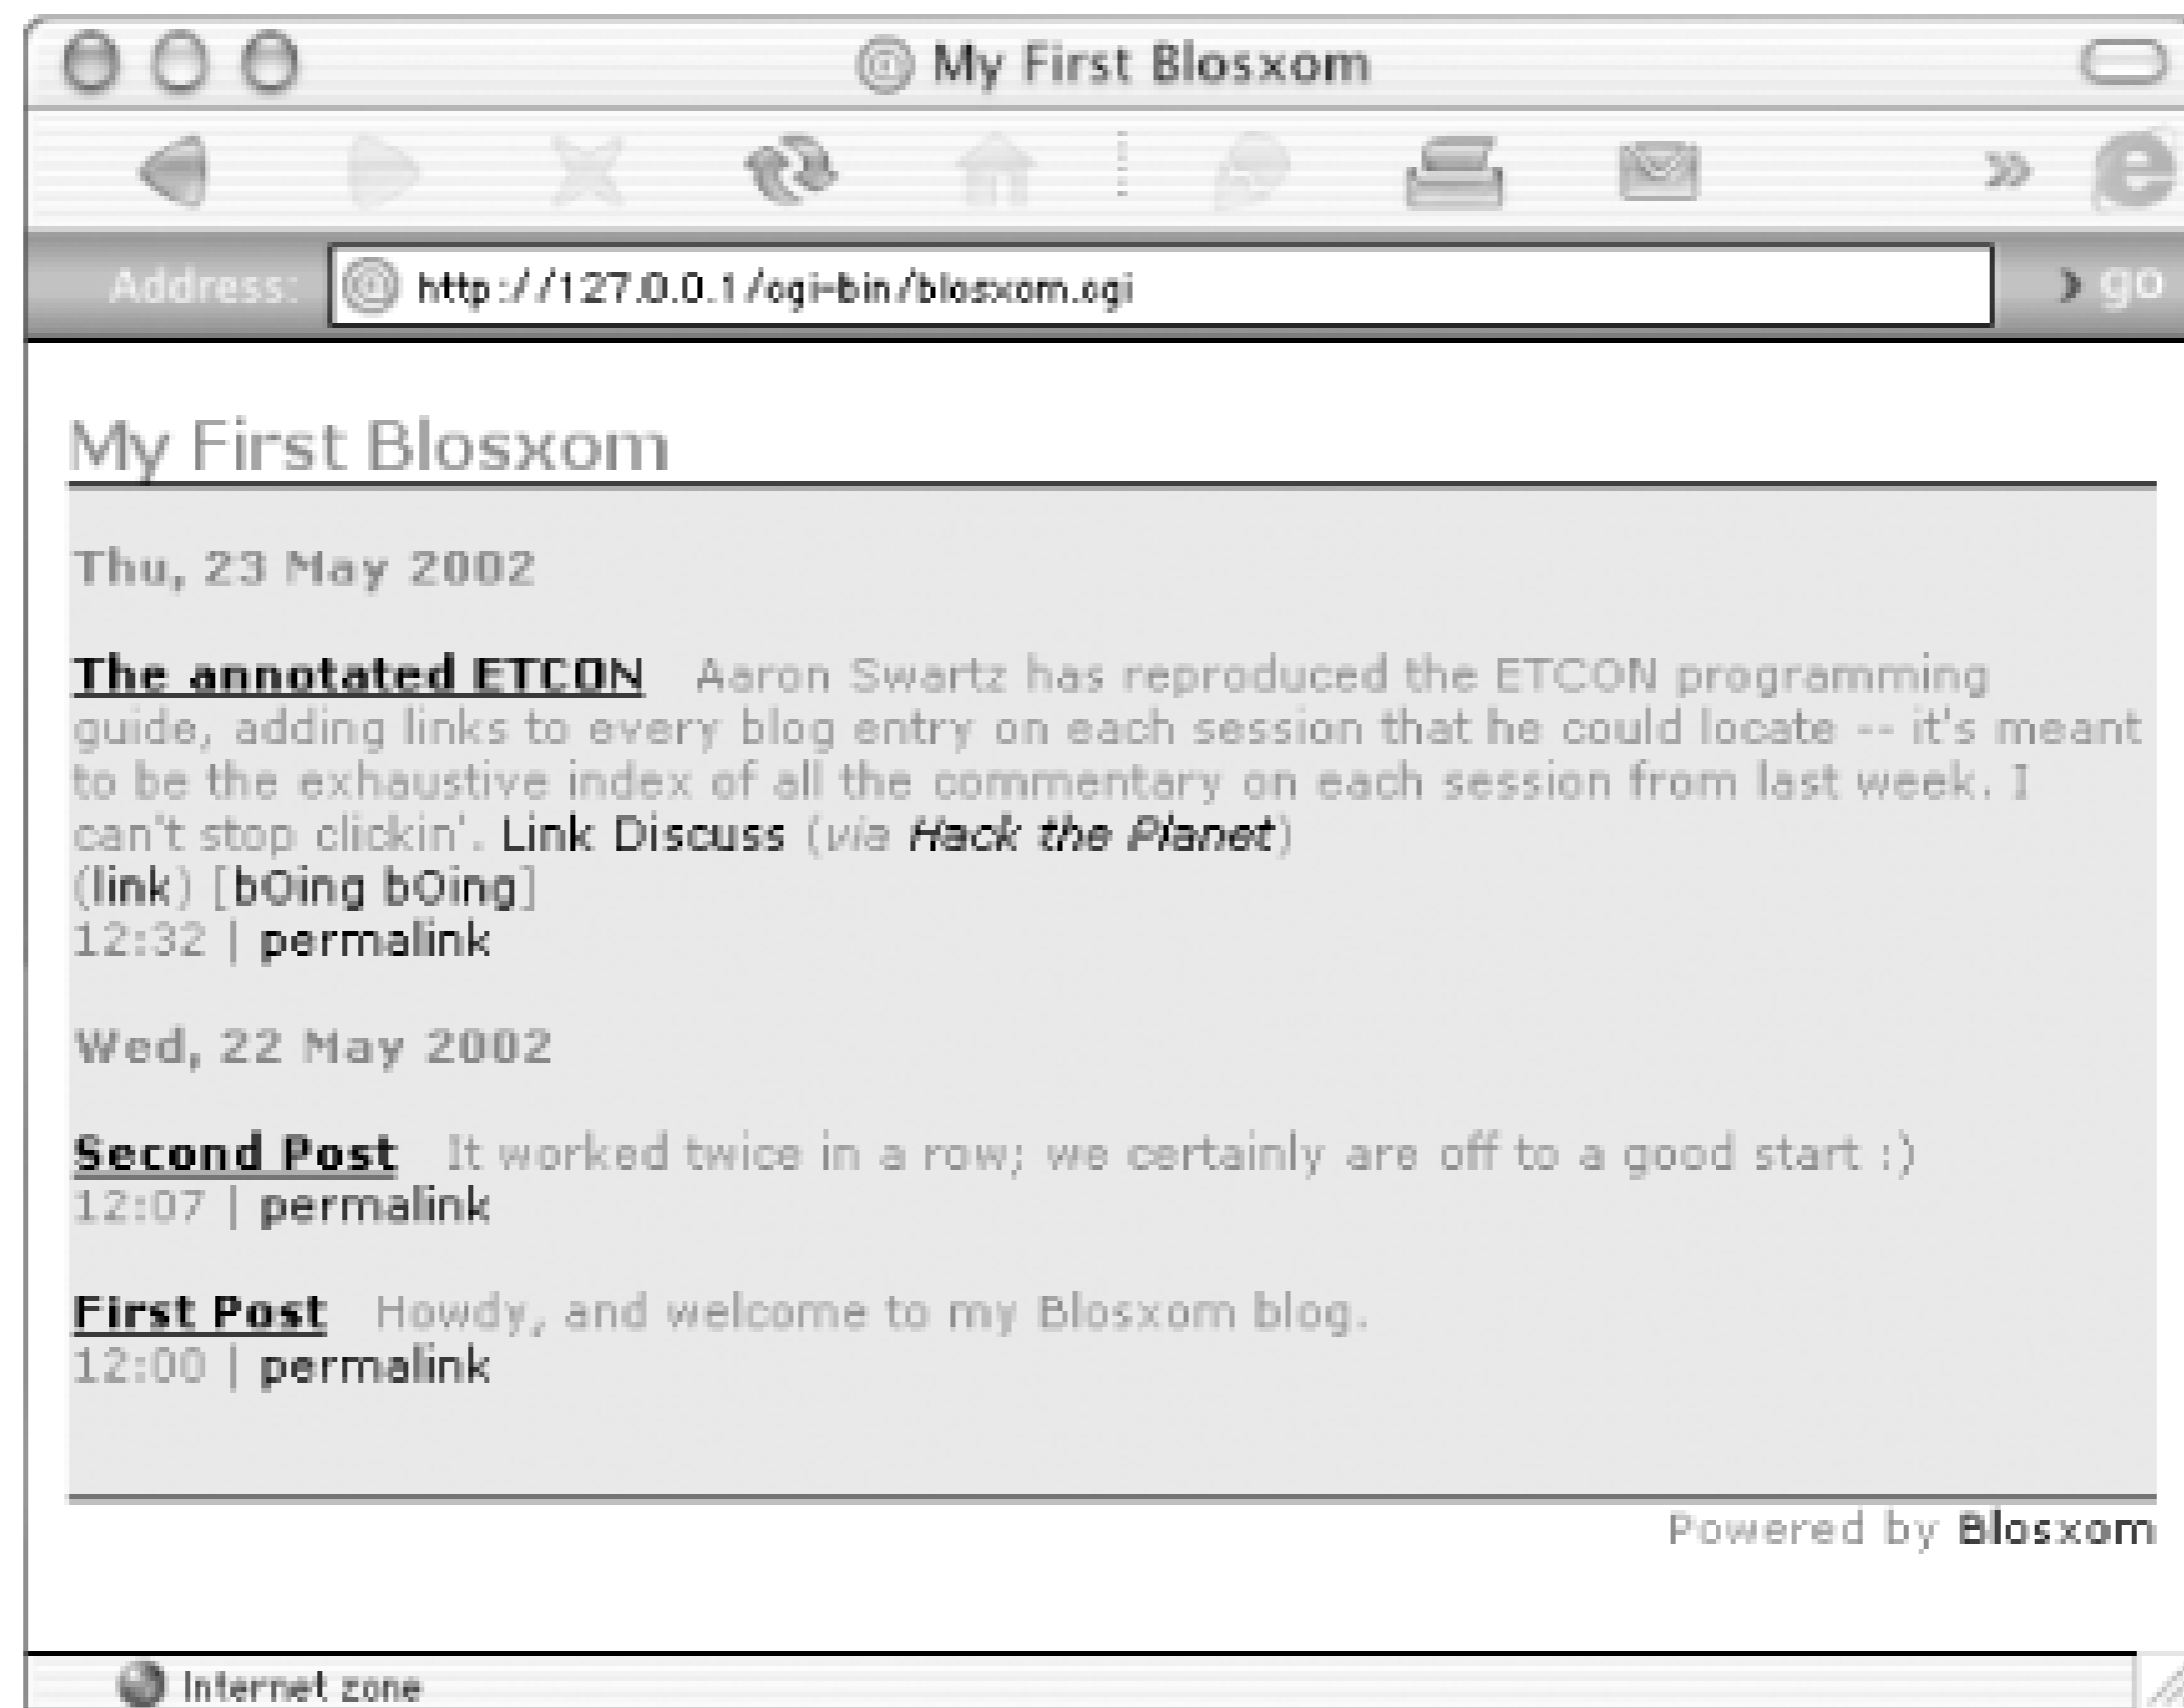 My First Blosxom
Address: http://127.0.0.1/cgi-bin/blosxom.cgi go
My First Blosxom
Thu, 23 May 2002
The annotated ETCON Aaron Swartz has reproduced the ETCON programming
guide, adding links to every blog entry on each session that he could locate -- it's meant
to be the exhaustive index of all the commentary on each session from last week. I
can't stop clickin'. Link Discuss (via Hack the Planet)
(link) [bOing bOing]
12:32 | permalink
Wed, 22 May 2002
Second Post It worked twice in a row; we certainly are off to a good start :)
12:07 | permalink
First Post Howdy, and welcome to my Blosxom blog.
12:00 | permalink
Powered by Blosxom
Internet zone